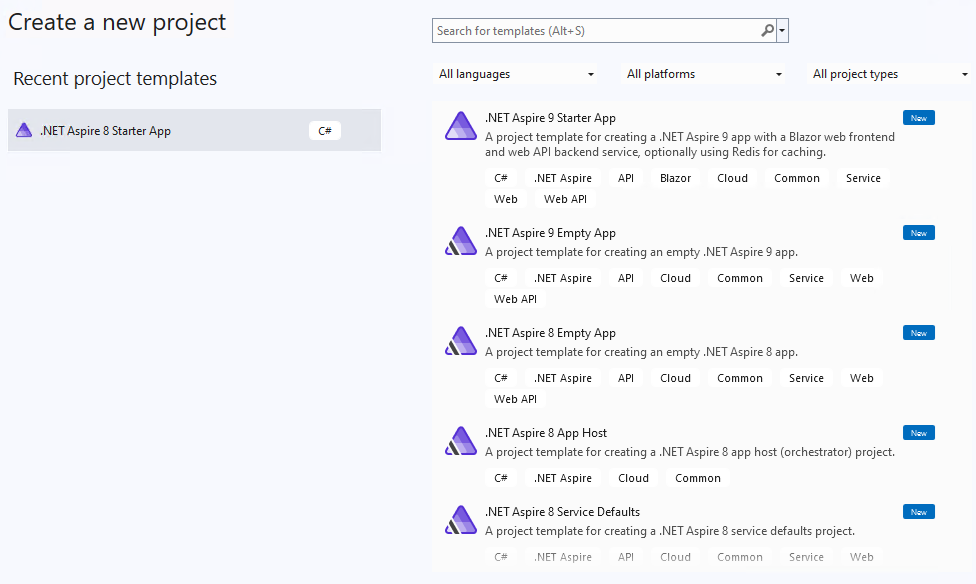 Create a new project
Search for templates (Alt+S)
Recent project templates
All languages
All platforms
All project types
.NET Aspire 8 Starter App
C#
.NET Aspire 9 Starter App
New
A project template for creating a .NET Aspire 9 app with a Blazor web frontend
and web API backend service, optionally using Redis for caching.
C# .NET Aspire API Blazor Cloud Common Service
Web Web API
.NET Aspire 9 Empty App
New
A project template for creating an empty .NET Aspire 9 app.
C# .NET Aspire API Cloud Common Service Web
Web API
.NET Aspire 8 Empty App
New
A project template for creating an empty .NET Aspire 8 app.
C# .NET Aspire API Cloud Common Service Web
Web API
.NET Aspire 8 App Host
New
A project template for creating a .NET Aspire 8 app host (orchestrator) project.
C# .NET Aspire Cloud Common
.NET Aspire 8 Service Defaults
New
A project template for creating a .NET Aspire 8 service defaults project.
C# .NET Aspire API Cloud Common Service Web